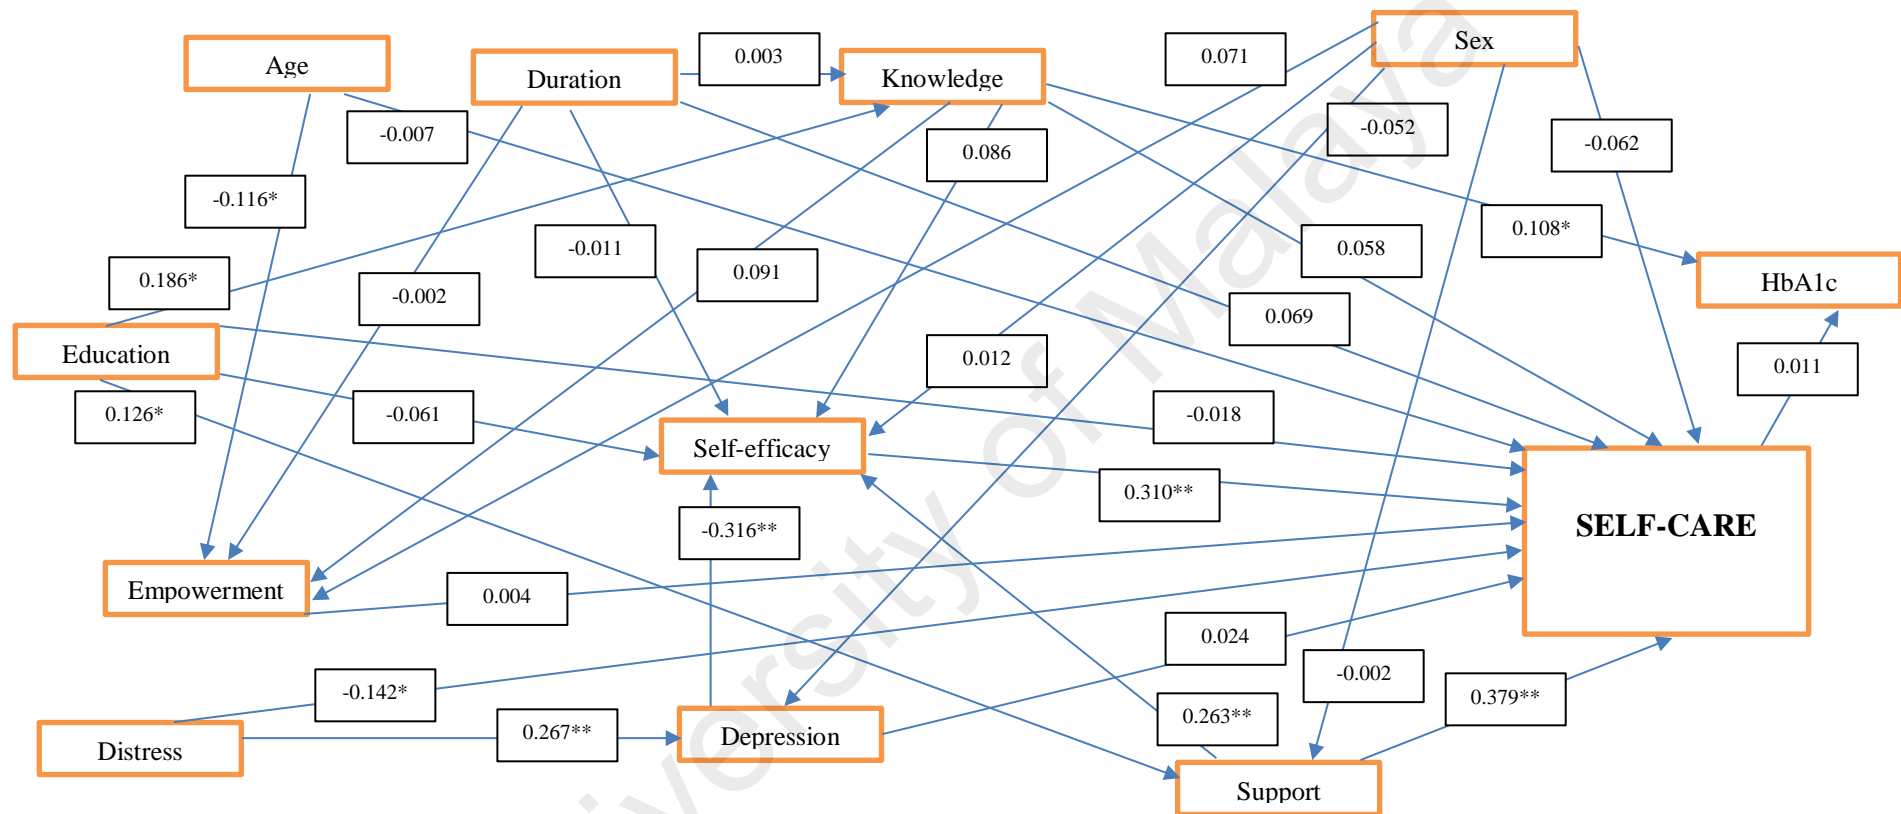 Sex
0.071
Age
0.003
Duration
Knowledge
-0.007
-0.052
-0.062
0.086
-0.116*
0.108*
-0.011
0.058
0.091
0.186*
-0.002
HbA1c
0.069
Education
0.012
0.011
0.126*
-0.061
-0.018
Self-efficacy
0.310**
-0.316**
SELF-CARE
Empowerment
0.004
0.024
-0.142*
-0.002
0.379**
0.263**
0.267**
Depression
Distress
Support
University of Malaya